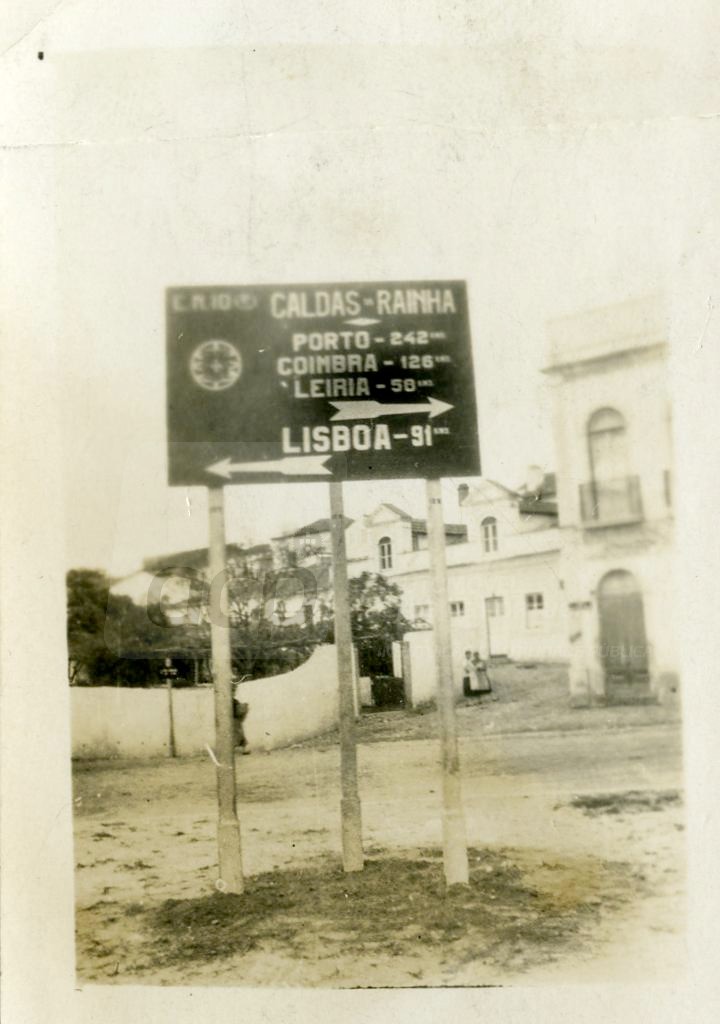 E.N.10
CALDAS DA RAINHA
PORTO - 242 KMS
COIMBRA - 126 KMS
LEIRIA - 58 KMS
LISBOA - 91 KMS